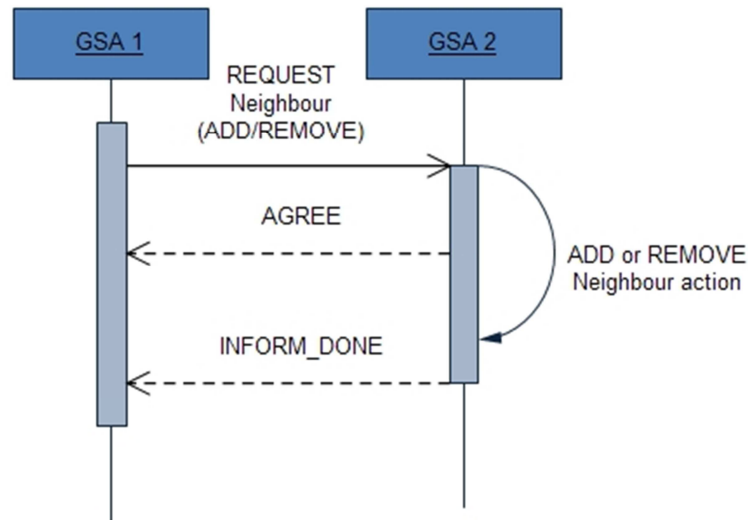 GSA 1
GSA 2
REQUEST
Neighbour
(ADD/REMOVE)
AGREE
ADD or REMOVE
Neighbour action
INFORM_DONE